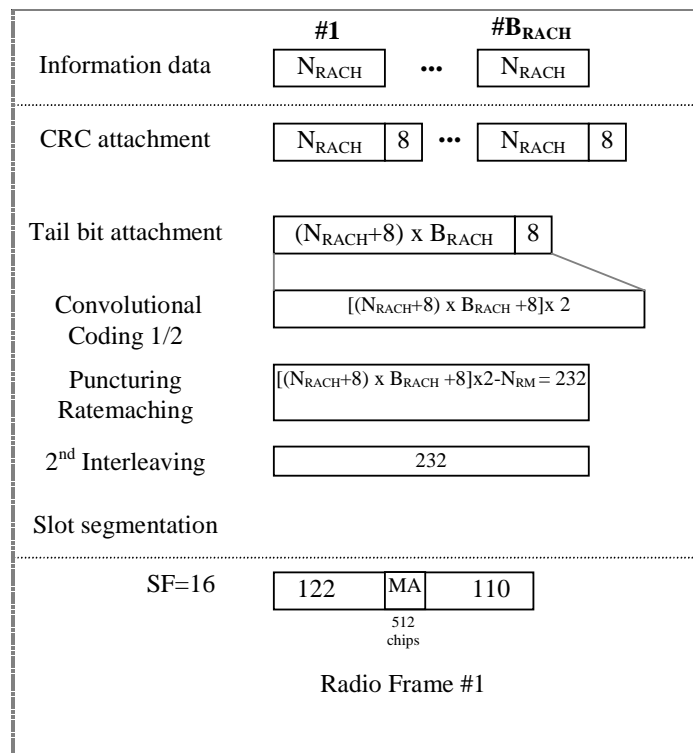 #1 #B_RACH
Information data N_RACH ... N_RACH
CRC attachment N_RACH 8 ... N_RACH 8
Tail bit attachment (N_RACH+8) x B_RACH 8
Convolutional
Coding 1/2
[(N_RACH+8) x B_RACH +8]x 2
Puncturing
Ratemaching
[(N_RACH+8) x B_RACH +8]x2-N_RM = 232
2nd Interleaving 232
Slot segmentation
SF=16 122 MA 110
512
chips
Radio Frame #1